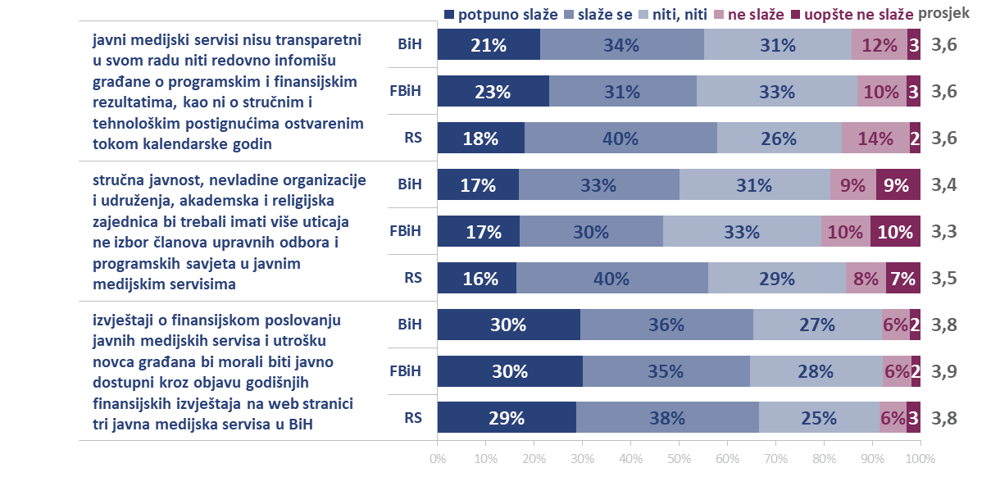 potpuno slaže slaže se niti, niti ne slaže uopšte ne slaže prosjek
javni medijski servisi nisu transparetni
u svom radu niti redovno infomišu
građane o programskim i finansijskim
rezultatima, kao ni o stručnim i
tehnološkim postignućima ostvarenim
tokom kalendarske godin
BiH 21% 34% 31% 12% 3 3,6
FBiH 23% 31% 33% 10% 3 3,6
RS 18% 40% 26% 14% 2 3,6
stručna javnost, nevladine organizacije
i udruženja, akademska i religijska
zajednica bi trebali imati više uticaja
ne izbor članova upravnih odbora i
programskih savjeta u javnim
medijskim servisima
BiH 17% 33% 31% 9% 9% 3,4
FBiH 17% 30% 33% 10% 10% 3,3
RS 16% 40% 29% 8% 7% 3,5
izvještaji o finansijskom poslovanju
javnih medijskih servisa i utrošku
novca građana bi morali biti javno
dostupni kroz objavu godišnjih
finansijskih izvještaja na web stranici
tri javna medijska servisa u BiH
BiH 30% 36% 27% 6% 2 3,8
FBiH 30% 35% 28% 6% 2 3,9
RS 29% 38% 25% 6% 3 3,8
0% 10% 20% 30% 40% 50% 60% 70% 80% 90% 100%